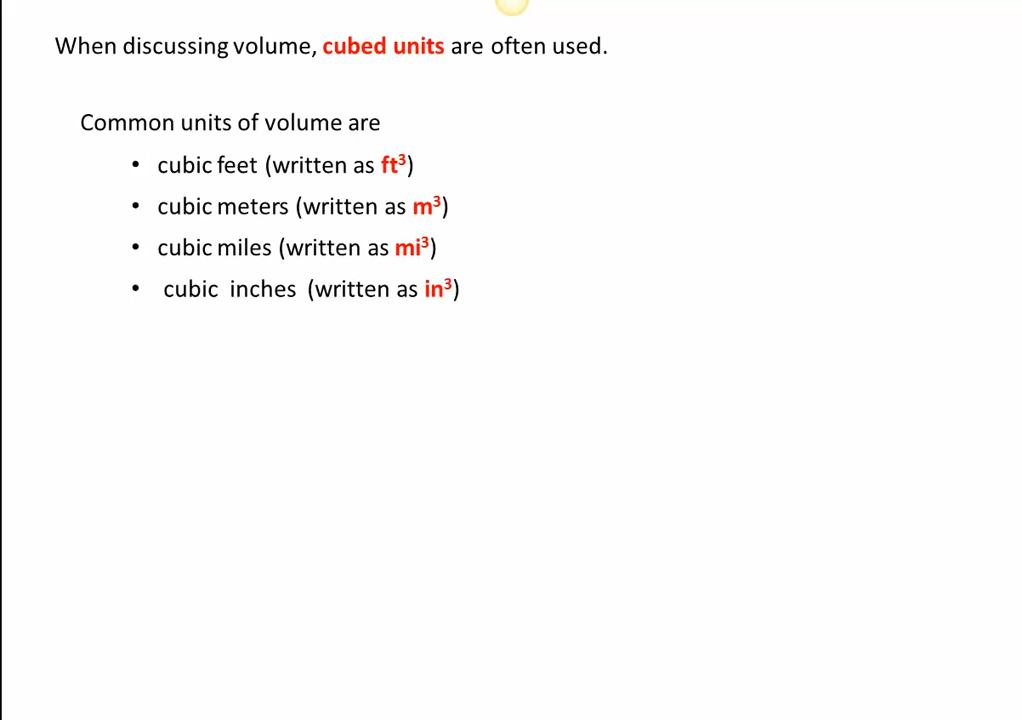 When discussing volume, cubed units are often used.
Common units of volume are
• cubic feet (written as ft³)
• cubic meters (written as m³)
• cubic miles (written as mi³)
• cubic inches (written as in³)